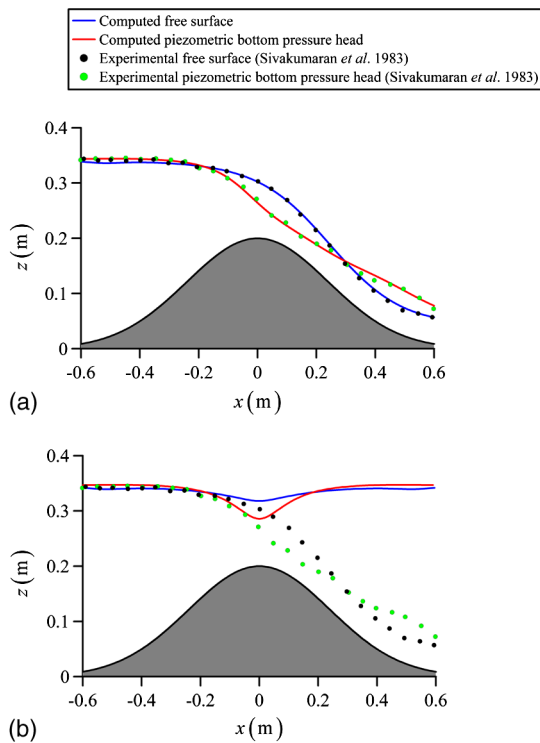 Computed free surface
Computed piezometric bottom pressure head
Experimental free surface (Sivakumaran et al. 1983)
Experimental piezometric bottom pressure head (Sivakumaran et al. 1983)
0.4
0.3
z (m)
0.2
0.1
0
-0.6 -0.4 -0.2 0 0.2 0.4 0.6
(a)
x (m)
0.4
0.3
z (m)
0.2
0.1
0
-0.6 -0.4 -0.2 0 0.2 0.4 0.6
(b)
x (m)